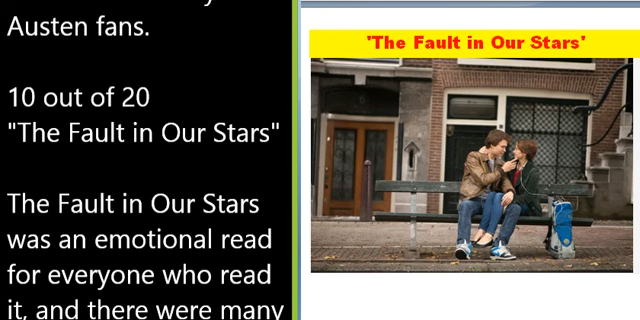 Austen fans.
10 out of 20
"The Fault in Our Stars"
The Fault in Our Stars
was an emotional read
for everyone who read
it, and there were many
'The Fault in Our Stars'